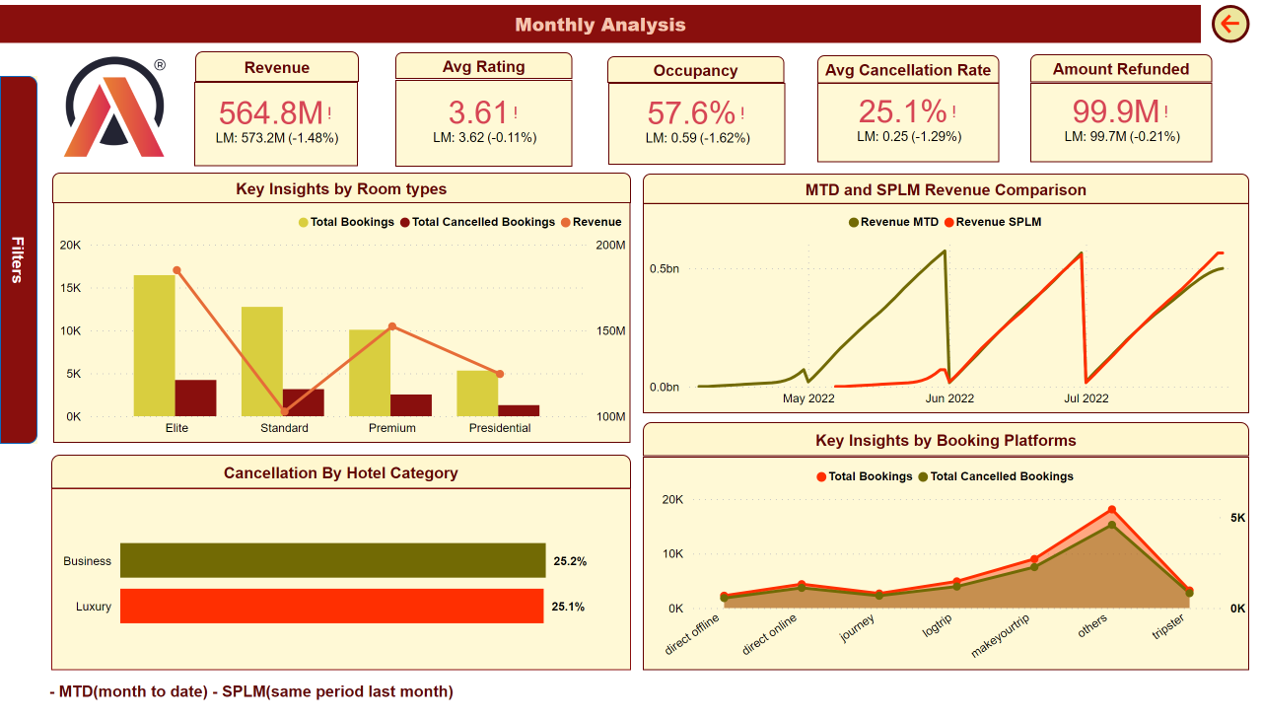 Monthly Analysis
®
Filters
Revenue
564.8M!
LM: 573.2M (-1.48%)
Avg Rating
3.61!
LM: 3.62 (-0.11%)
Occupancy
57.6%!
LM: 0.59 (-1.62%)
Avg Cancellation Rate
25.1%!
LM: 0.25 (-1.29%)
Amount Refunded
99.9M!
LM: 99.7M (-0.21%)
Key Insights by Room types
Total Bookings Total Cancelled Bookings Revenue
20K 200M
15K
10K 150M
5K
0K 100M
Elite Standard Premium Presidential
MTD and SPLM Revenue Comparison
Revenue MTD Revenue SPLM
0.5bn
0.0bn
May 2022 Jun 2022 Jul 2022
Cancellation By Hotel Category
Business 25.2%
Luxury 25.1%
Key Insights by Booking Platforms
Total Bookings Total Cancelled Bookings
20K
5K
10K
0K 0K
direct offline direct online journey logtrip makeyourtrip others tripster
- MTD(month to date) - SPLM(same period last month)